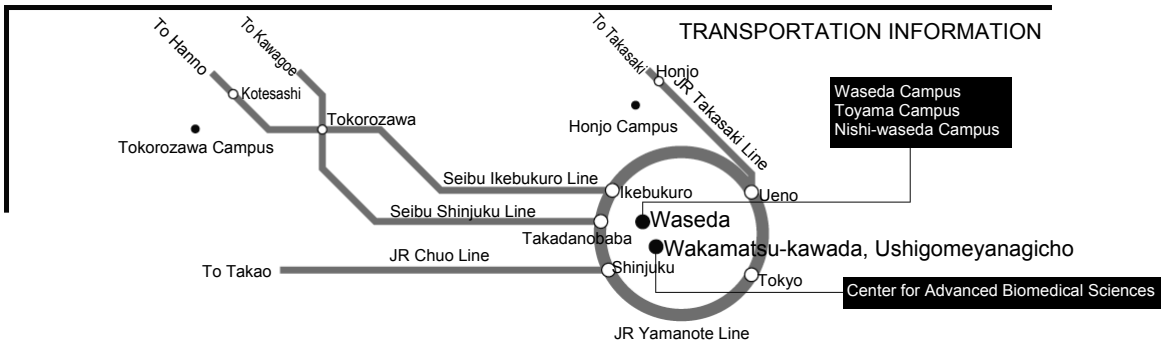 TRANSPORTATION INFORMATION
To Hanno
To Kawagoe
To Takasaki
Honjo
JR Takasaki Line
Kotesashi
Waseda Campus
Toyama Campus
Nishi-waseda Campus
Tokorozawa
Honjo Campus
Tokorozawa Campus
Seibu Ikebukuro Line
Ikebukuro
Ueno
Seibu Shinjuku Line
Waseda
Takadanobaba
Wakamatsu-kawada, Ushigomeyanagicho
JR Chuo Line
To Takao
Shinjuku
Tokyo
Center for Advanced Biomedical Sciences
JR Yamanote Line